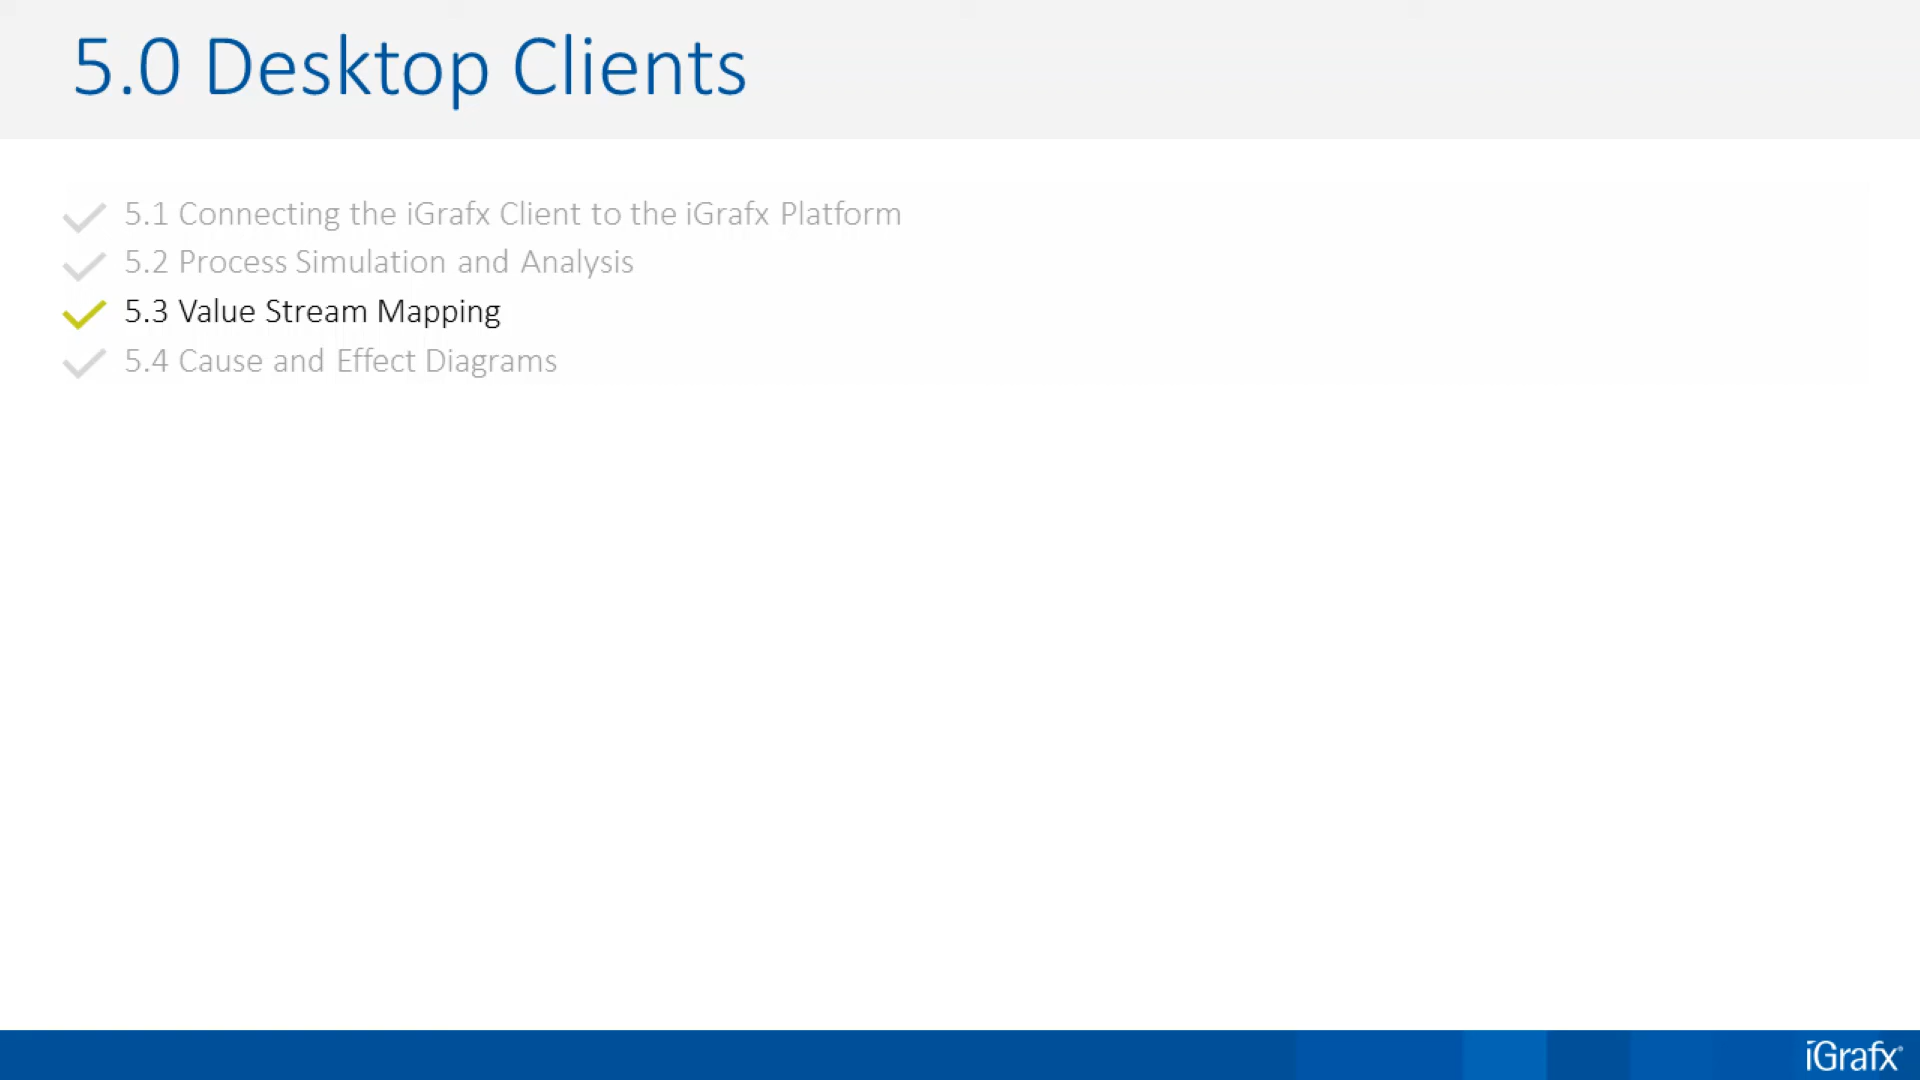 5.0 Desktop Clients
5.1 Connecting the iGrafx Client to the iGrafx Platform
5.2 Process Simulation and Analysis
5.3 Value Stream Mapping
5.4 Cause and Effect Diagrams
iGrafx®